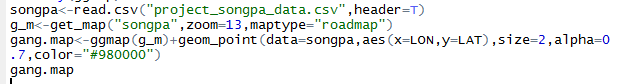 songpa<-read.csv("project_songpa_data.csv",header=T)
g_m<-get_map("songpa",zoom=13,maptype="roadmap")
gang.map<-ggmap(g_m)+geom_point(data=songpa,aes(x=LON,y=LAT),size=2,alpha=0
.7,color="#980000")
gang.map